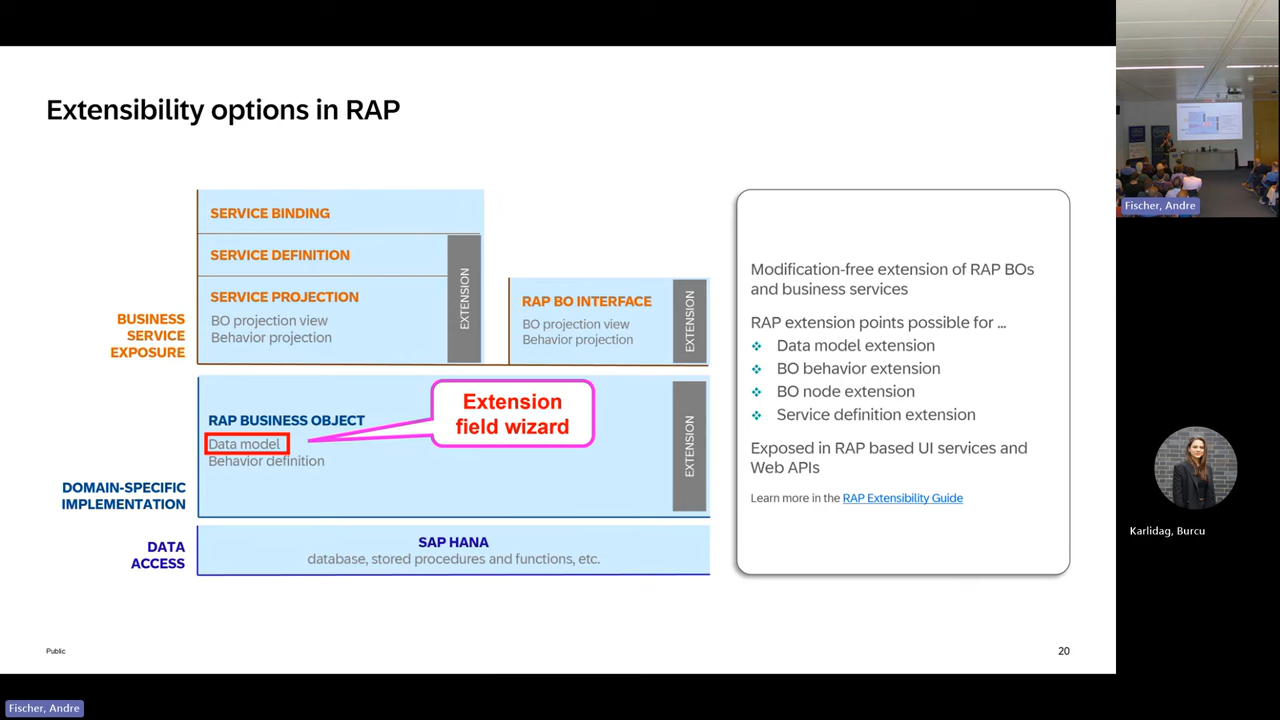 Extensibility options in RAP
SERVICE BINDING
SERVICE DEFINITION
SERVICE PROJECTION
BO projection view
Behavior projection
EXTENSION
RAP BO INTERFACE
BO projection view
Behavior projection
EXTENSION
BUSINESS
SERVICE
EXPOSURE
RAP BUSINESS OBJECT
Data model
Behavior definition
Extension
field wizard
EXTENSION
DOMAIN-SPECIFIC
IMPLEMENTATION
DATA
ACCESS
SAP HANA
database, stored procedures and functions, etc.
Modification-free extension of RAP BOs
and business services
RAP extension points possible for ...
❖ Data model extension
❖ BO behavior extension
❖ BO node extension
❖ Service definition extension
Exposed in RAP based UI services and
Web APIs
Learn more in the RAP Extensibility Guide
Public
20
Fischer, Andre
Karlidag, Burcu
Fischer, Andre